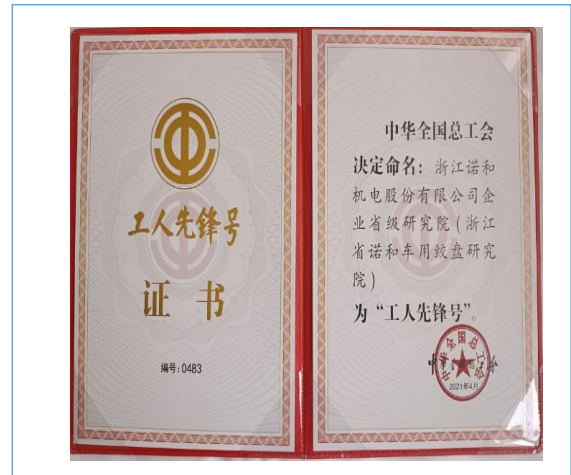 工人先锋号
证书
编号:0483
中华全国总工会
决定命名：浙江诺和
机电股份有限公司企
业省级研究院（浙江
省诺和车用绞盘研究
院）
为“工人先锋号”。
中华全国总工会
2021年4月